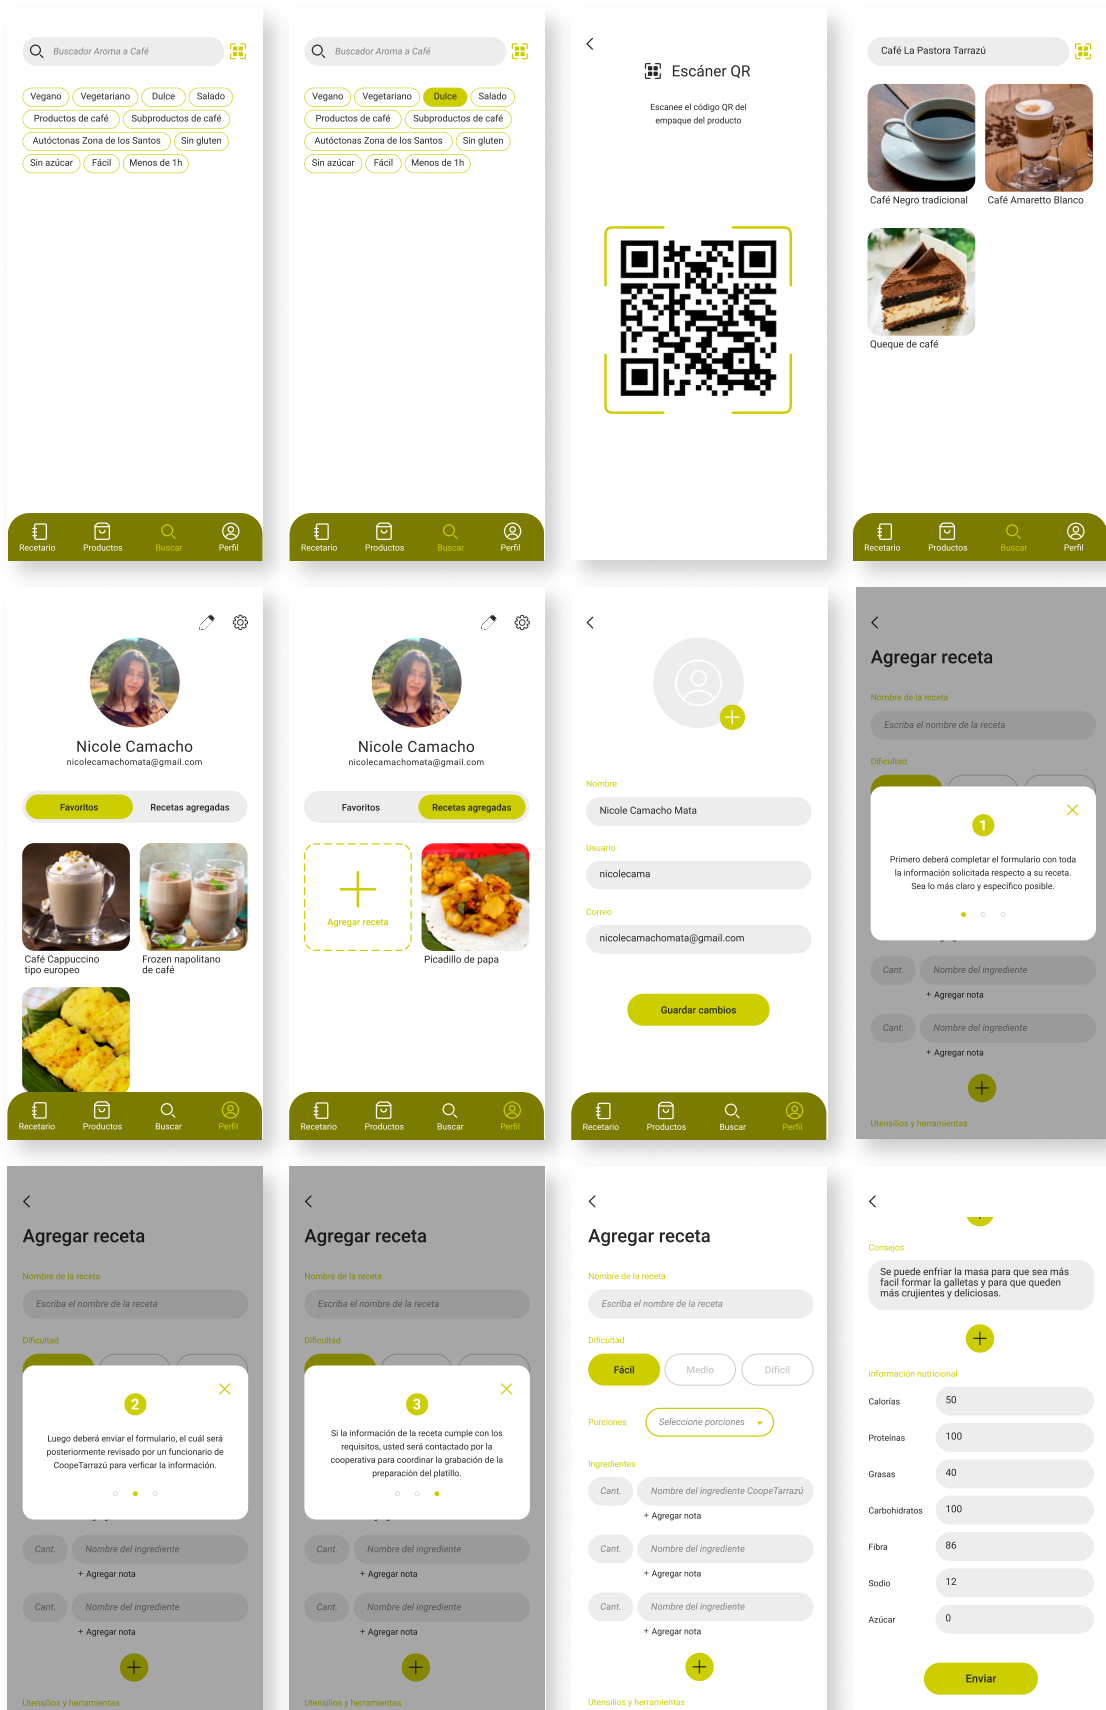 Buscador Aroma a Café
Vegano Vegetariano Dulce Salado
Productos de café Subproductos de café
Autóctonas Zona de los Santos Sin gluten
Sin azúcar Fácil Menos de 1h
Recetario Productos Buscar Perfil
Buscador Aroma a Café
Vegano Vegetariano Dulce Salado
Productos de café Subproductos de café
Autóctonas Zona de los Santos Sin gluten
Sin azúcar Fácil Menos de 1h
Recetario Productos Buscar Perfil
Escáner QR
Escanee el código QR del
empaque del producto
Café La Pastora Tarrazú
Café Negro tradicional Café Amaretto Blanco
Queque de café
Recetario Productos Buscar Perfil
Nicole Camacho
nicolecamachomata@gmail.com
Favoritos Recetas agregadas
Café Cappuccino
tipo europeo
Frozen napolitano
de café
Recetario Productos Buscar Perfil
Nicole Camacho
nicolecamachomata@gmail.com
Favoritos Recetas agregadas
Agregar receta
Picadillo de papa
Recetario Productos Buscar Perfil
Nombre
Nicole Camacho Mata
Usuario
nicolecama
Correo
nicolecamachomata@gmail.com
Guardar cambios
Recetario Productos Buscar Perfil
Agregar receta
Nombre de la receta
Escriba el nombre de la receta
Dificultad
1
Primero deberá completar el formulario con toda
la información solicitada respecto a su receta.
Sea lo más claro y específico posible.
Cant. Nombre del ingrediente
+ Agregar nota
Cant. Nombre del ingrediente
+ Agregar nota
Utensilios y herramientas
Agregar receta
Nombre de la receta
Escriba el nombre de la receta
Dificultad
2
Luego deberá enviar el formulario, el cuál será
posteriormente revisado por un funcionario de
CoopeTarrazú para verficar la información.
Cant. Nombre del ingrediente
+ Agregar nota
Cant. Nombre del ingrediente
+ Agregar nota
Utensilios y herramientas
Agregar receta
Nombre de la receta
Escriba el nombre de la receta
Dificultad
3
Si la información de la receta cumple con los
requisitos, usted será contactado por la
cooperativa para coordinar la grabación de la
preparación del platillo.
Cant. Nombre del ingrediente
+ Agregar nota
Cant. Nombre del ingrediente
+ Agregar nota
Utensilios y herramientas
Agregar receta
Nombre de la receta
Escriba el nombre de la receta
Dificultad
Fácil Medio Difícil
Porciones Seleccione porciones
Ingredientes
Cant. Nombre del ingrediente CoopeTarrazú
+ Agregar nota
Cant. Nombre del ingrediente
+ Agregar nota
Cant. Nombre del ingrediente
+ Agregar nota
Utensilios y herramientas
Consejos
Se puede enfriar la masa para que sea más
facil formar la galletas y para que queden
más crujientes y deliciosas.
Información nutricional
Calorías 50
Proteínas 100
Grasas 40
Carbohidratos 100
Fibra 86
Sodio 12
Azúcar 0
Enviar